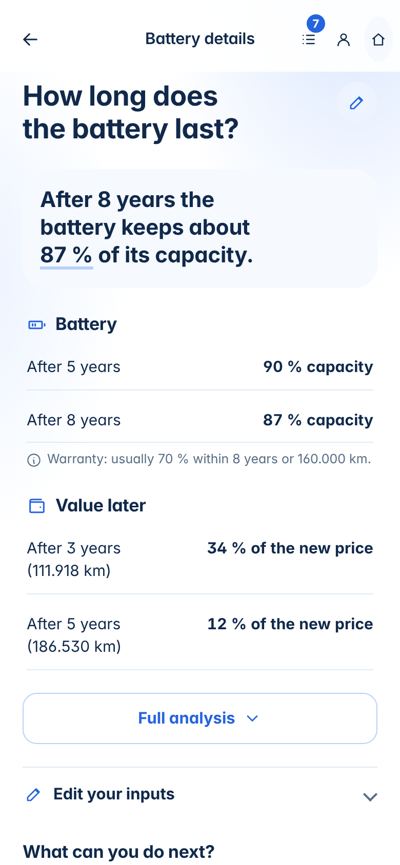 7
Battery details
How long does
the battery last?
After 8 years the
battery keeps about
87 % of its capacity.
Battery
After 5 years 90 % capacity
After 8 years 87 % capacity
Warranty: usually 70 % within 8 years or 160.000 km.
Value later
After 3 years 34 % of the new price
(111.918 km)
After 5 years 12 % of the new price
(186.530 km)
Full analysis
Edit your inputs
What can you do next?